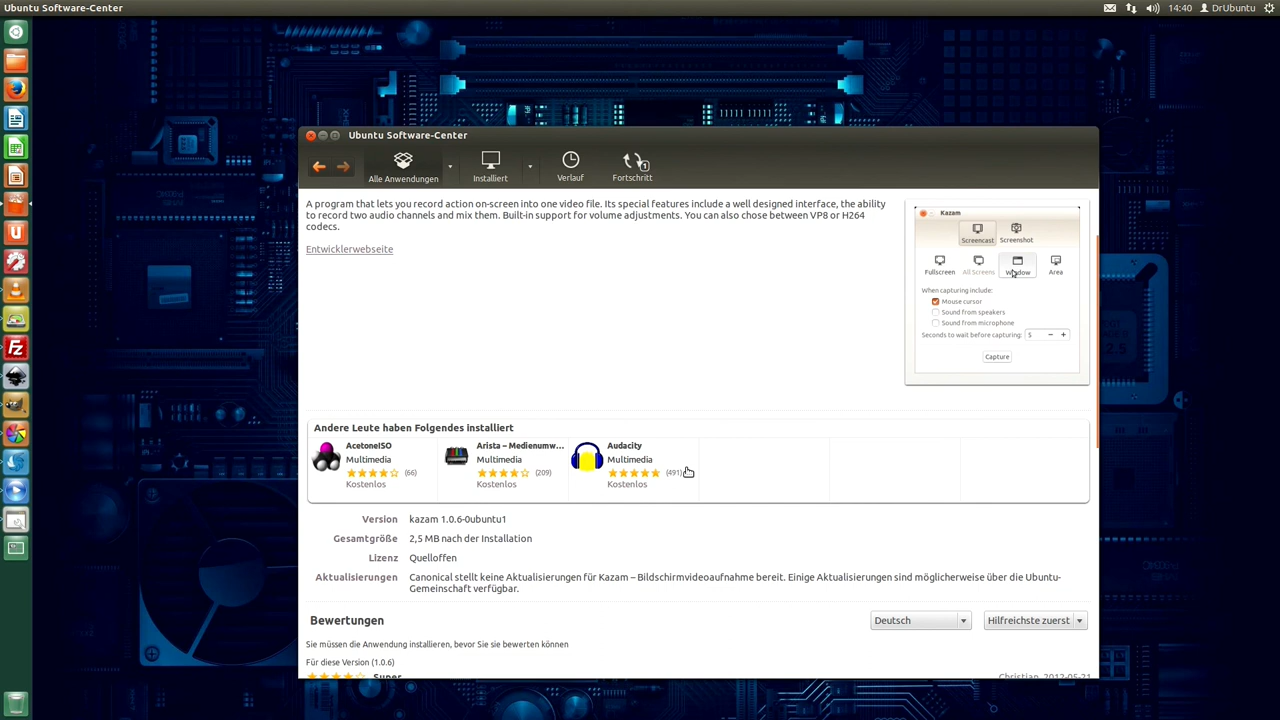 Ubuntu Software-Center
14:40
DrUbuntu
Ubuntu Software-Center
Alle Anwendungen
Installiert
Verlauf
1
Fortschritt
A program that lets you record action on-screen into one video file. Its special features include a well designed interface, the ability
to record two audio channels and mix them. Built-in support for volume adjustments. You can also chose between VP8 or H264
codecs.
Entwicklerwebseite
Kazam
Screencast
Screenshot
Fullscreen
All Screens
Window
Area
When capturing include:
Mouse cursor
Sound from speakers
Sound from microphone
Seconds to wait before capturing:
5
Capture
Andere Leute haben Folgendes installiert
AcetoneISO
Multimedia
(66)
Kostenlos
Arista – Medienumw...
Multimedia
(209)
Kostenlos
Audacity
Multimedia
(491)
Kostenlos
Version kazam 1.0.6-0ubuntu1
Gesamtgröße 2,5 MB nach der Installation
Lizenz Quelloffen
Aktualisierungen Canonical stellt keine Aktualisierungen für Kazam – Bildschirmvideoaufnahme bereit. Einige Aktualisierungen sind möglicherweise über die Ubuntu-
Gemeinschaft verfügbar.
Bewertungen
Deutsch
Hilfreichste zuerst
Sie müssen die Anwendung installieren, bevor Sie sie bewerten können
Für diese Version (1.0.6)
Super
Christian, 2012-05-21